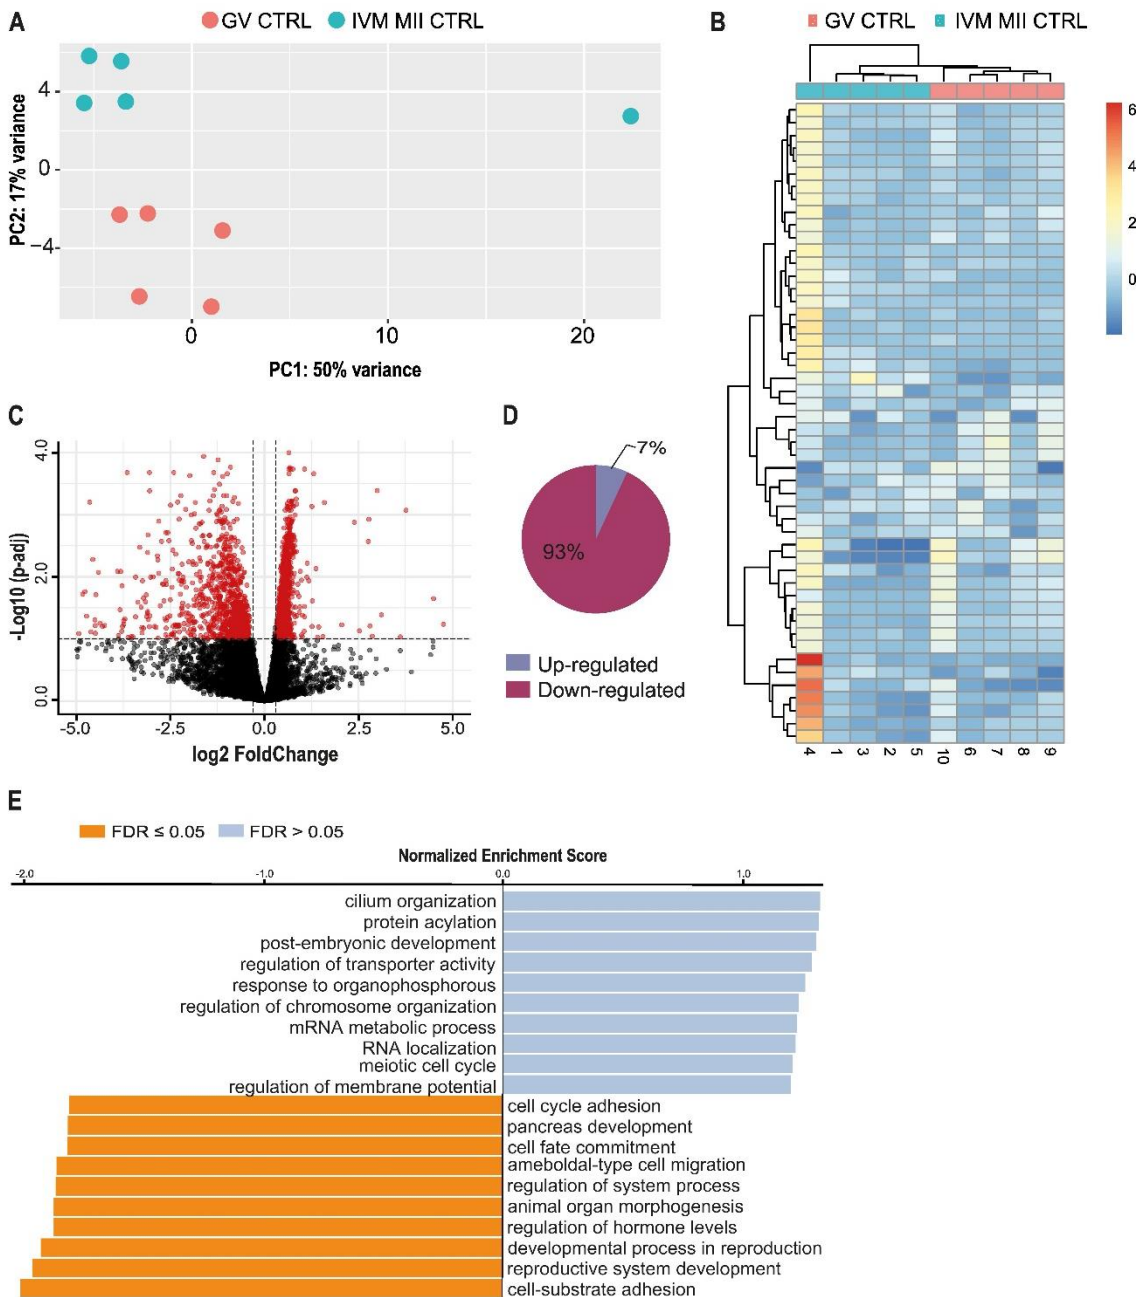 A
GV CTRL IVM MII CTRL
4
0
−4
PC2: 17% variance
0 10 20
PC1: 50% variance
B
GV CTRL IVM MII CTRL
6
4
2
0
4 1 3 2 5 10 6 7 8 9
C
4.0
2.0
0.0
-Log10 (p-adj)
-5.0 -2.5 0.0 2.5 5.0
log2 FoldChange
D
7%
93%
Up-regulated
Down-regulated
E
FDR ≤ 0.05 FDR > 0.05
Normalized Enrichment Score
-2.0 -1.0 0.0 1.0
cilium organization
protein acylation
post-embryonic development
regulation of transporter activity
response to organophosphorous
regulation of chromosome organization
mRNA metabolic process
RNA localization
meiotic cell cycle
regulation of membrane potential
cell cycle adhesion
pancreas development
cell fate commitment
ameboldal-type cell migration
regulation of system process
animal organ morphogenesis
regulation of hormone levels
developmental process in reproduction
reproductive system development
cell-substrate adhesion